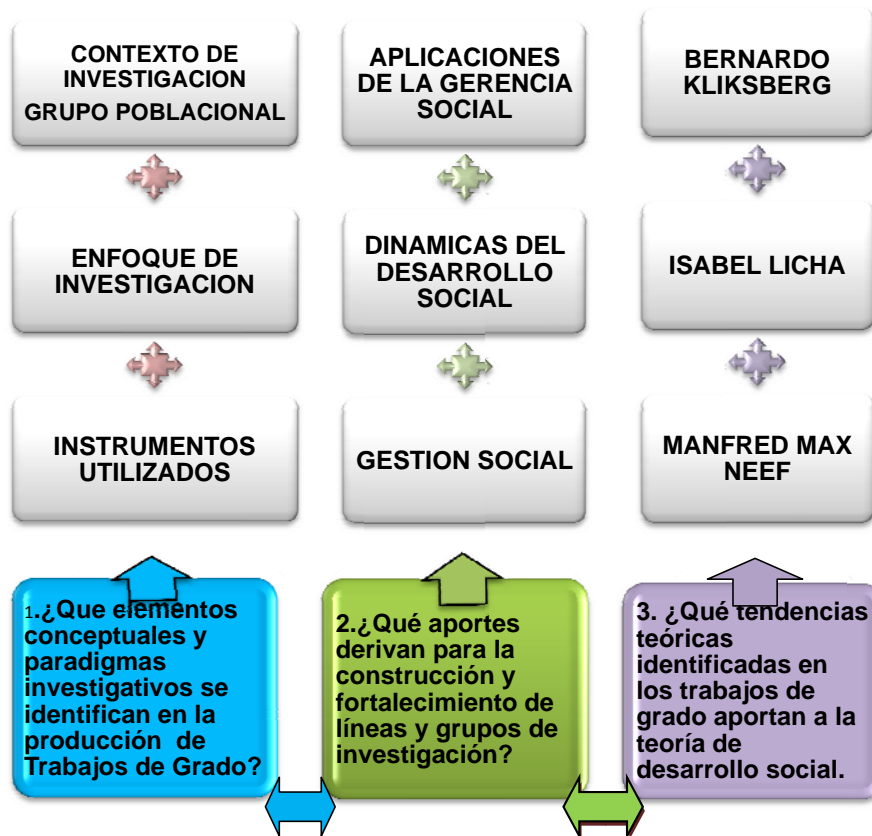 CONTEXTO DE
INVESTIGACION
GRUPO POBLACIONAL
ENFOQUE DE
INVESTIGACION
INSTRUMENTOS
UTILIZADOS
1.¿Que elementos
conceptuales y
paradigmas
investigativos se
identifican en la
producción de
Trabajos de Grado?
APLICACIONES
DE LA GERENCIA
SOCIAL
DINAMICAS DEL
DESARROLLO
SOCIAL
GESTION SOCIAL
2.¿Qué aportes
derivan para la
construcción y
fortalecimiento de
líneas y grupos de
investigación?
BERNARDO
KLIKSBERG
ISABEL LICHA
MANFRED MAX
NEEF
3. ¿Qué tendencias
teóricas
identificadas en
los trabajos de
grado aportan a la
teoría de
desarrollo social.